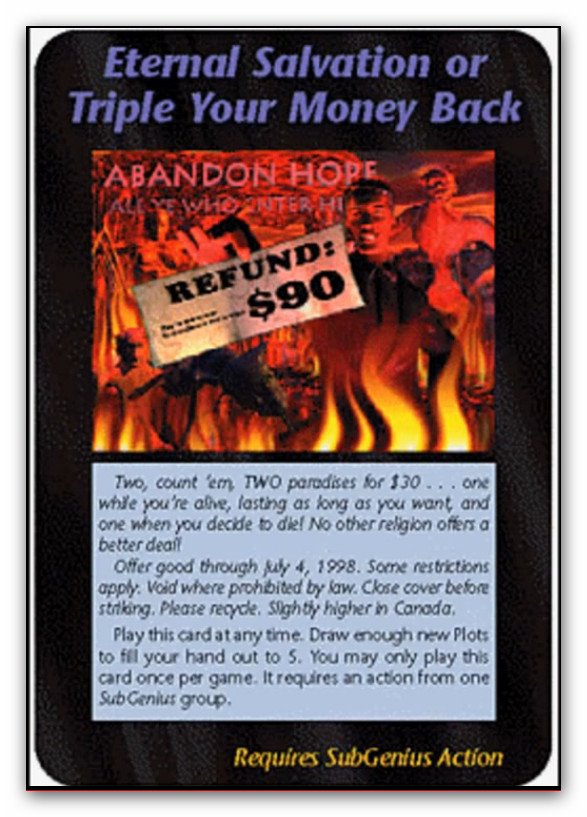 Eternal Salvation or
Triple Your Money Back
ABANDON HOPE
ALL YE WHO ENTER HE
REFUND:
$90
Two, count 'em, TWO paradises for $30 . . . one
while you're alive, lasting as long as you want, and
one when you decide to die! No other religion offers a
better deal!
Offer good through July 4, 1998. Some restrictions
apply. Void where prohibited by law. Close cover before
striking. Please recycle. Slightly higher in Canada.
Play this card at any time. Draw enough new Plots
to fill your hand out to 5. You may only play this
card once per game. It requires an action from one
SubGenius group.
Requires SubGenius Action